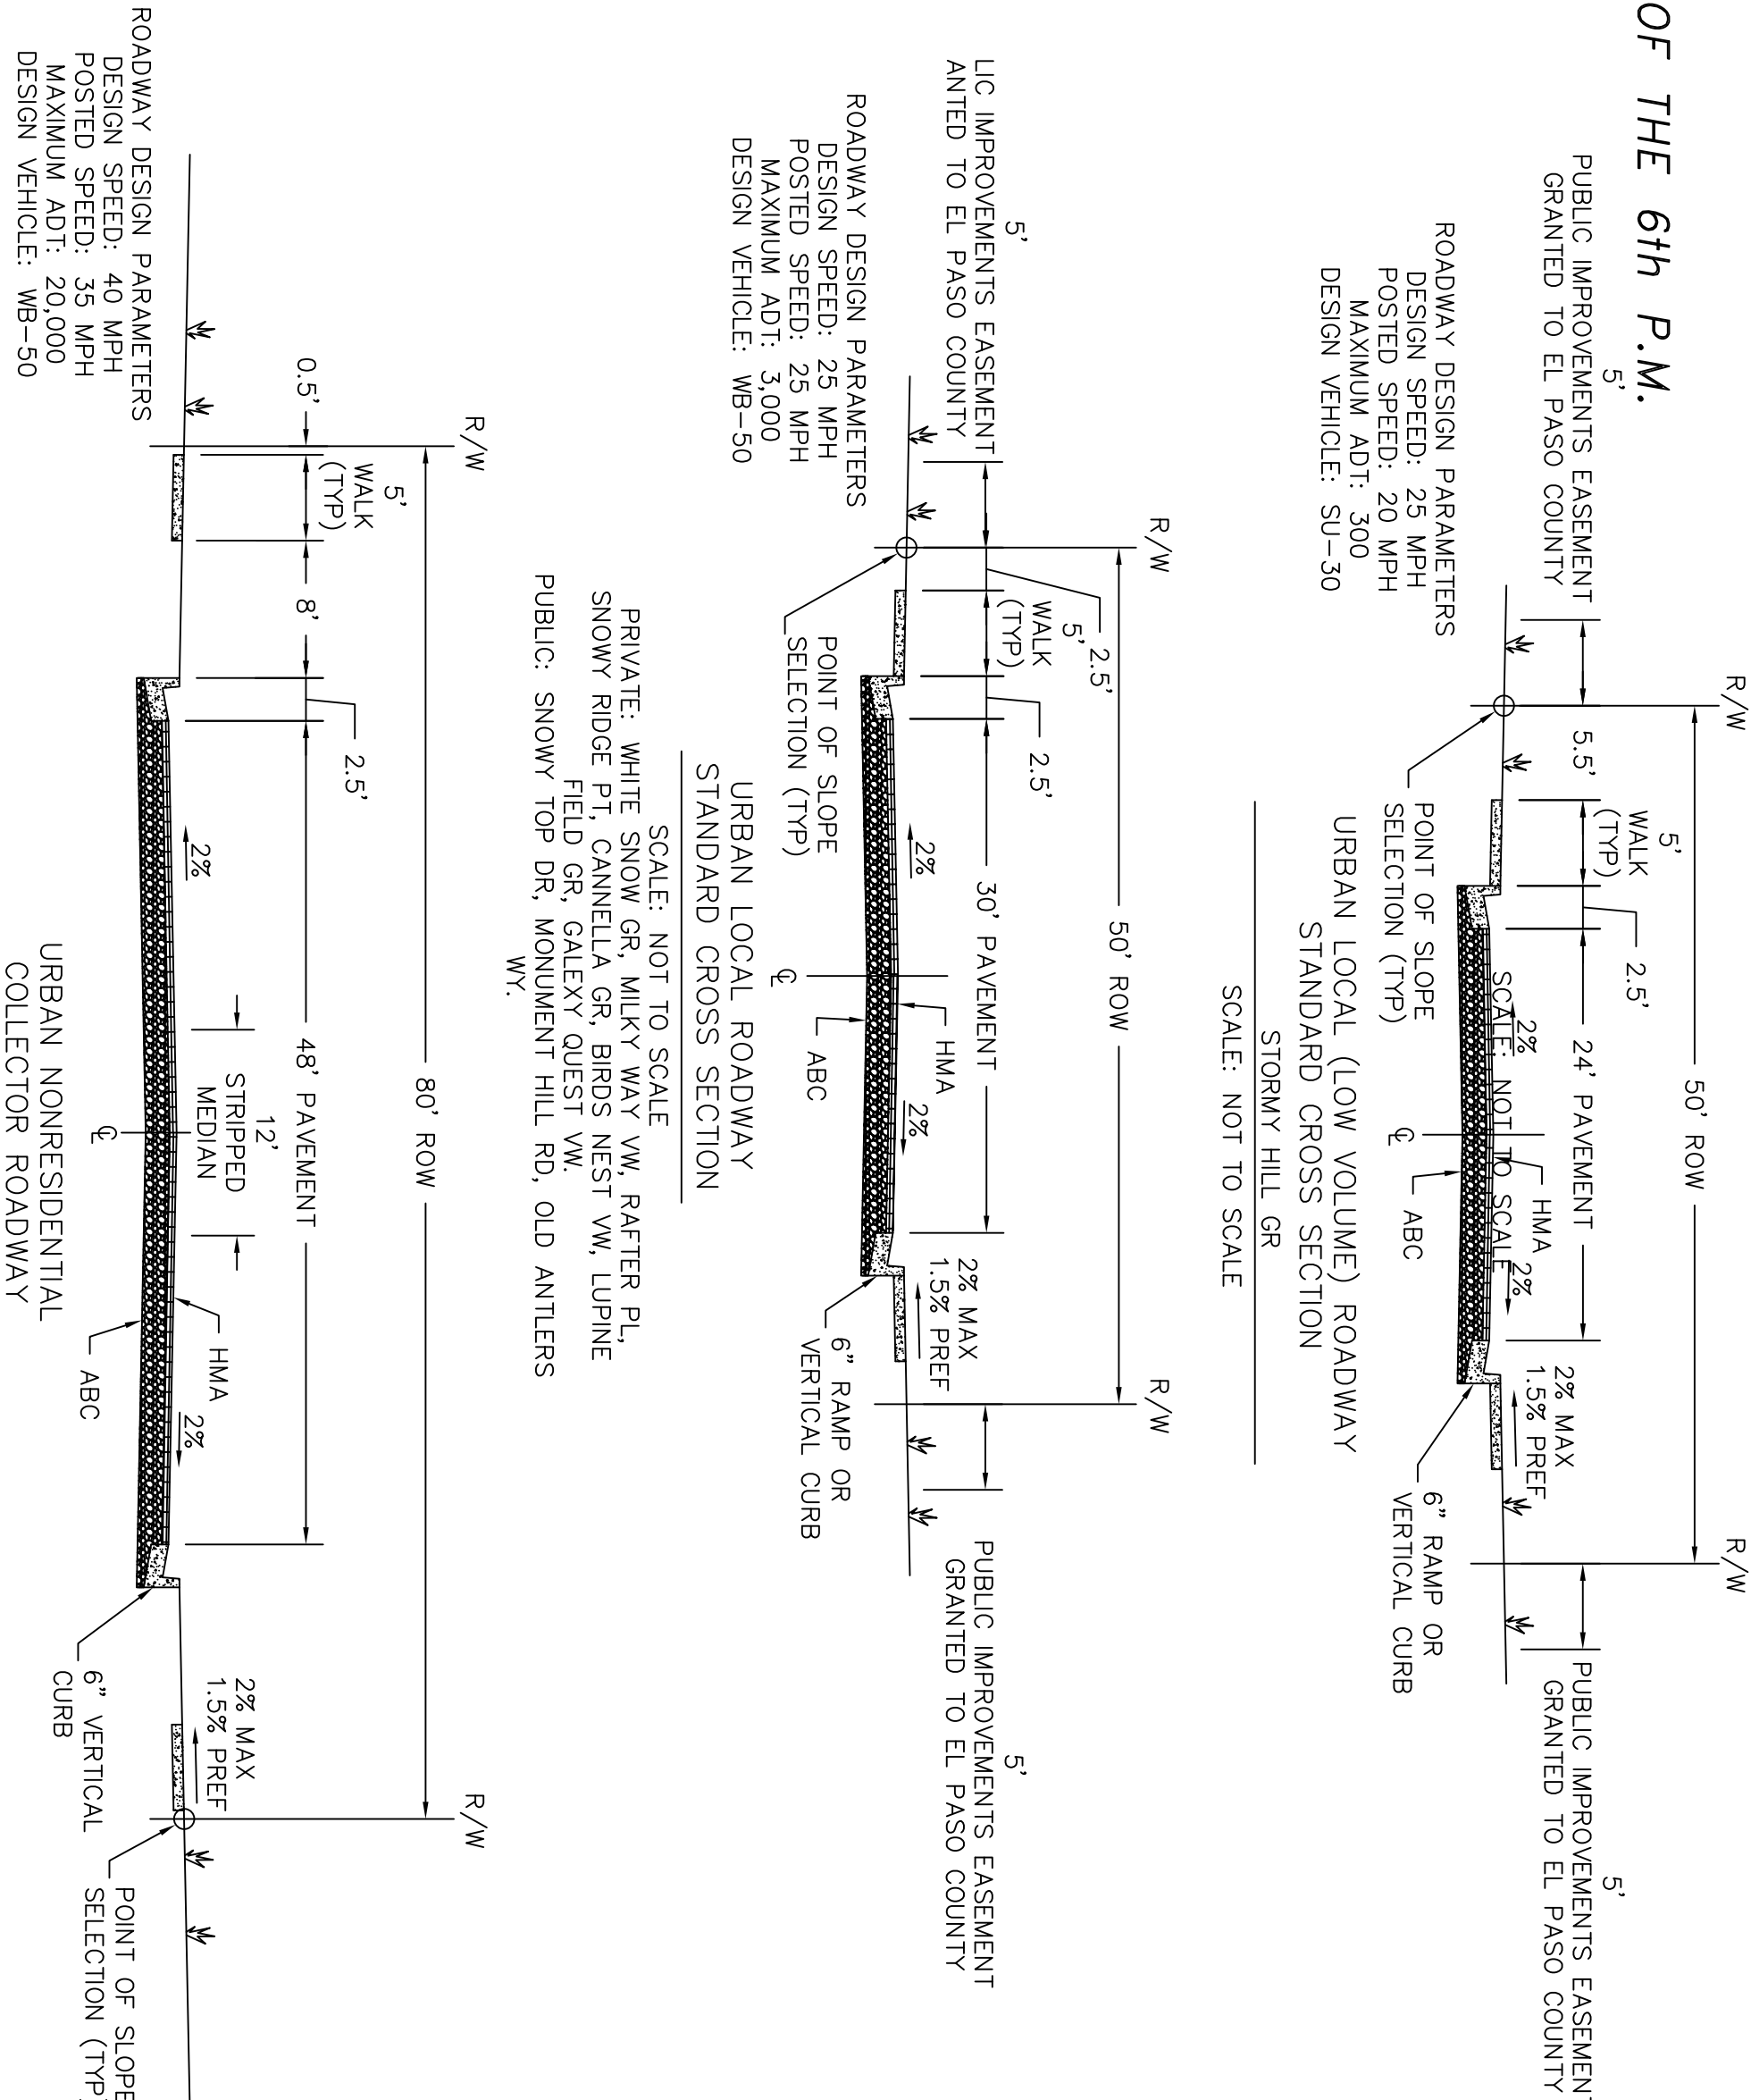 OF THE 6th P.M.
5'
PUBLIC IMPROVEMENTS EASEMENT
GRANTED TO EL PASO COUNTY
R/W
50' ROW
R/W
5.5'
5'
WALK
(TYP)
2.5'
24' PAVEMENT
5'
PUBLIC IMPROVEMENTS EASEMENT
GRANTED TO EL PASO COUNTY
2%
SCALE: NOT TO SCALE
2%
2% MAX
1.5% PREF
HMA
ABC
℄
ROADWAY DESIGN PARAMETERS
DESIGN SPEED: 25 MPH
POSTED SPEED: 20 MPH
MAXIMUM ADT: 300
DESIGN VEHICLE: SU-30
POINT OF SLOPE
SELECTION (TYP)
6" RAMP OR
VERTICAL CURB
URBAN LOCAL (LOW VOLUME) ROADWAY
STANDARD CROSS SECTION
STORMY HILL GR
SCALE: NOT TO SCALE
R/W
50' ROW
R/W
5'
LIC IMPROVEMENTS EASEMENT
ANTED TO EL PASO COUNTY
2.5'
5'
WALK
(TYP)
2.5'
30' PAVEMENT
5'
PUBLIC IMPROVEMENTS EASEMENT
GRANTED TO EL PASO COUNTY
2%
2%
2% MAX
1.5% PREF
HMA
ABC
℄
ROADWAY DESIGN PARAMETERS
DESIGN SPEED: 25 MPH
POSTED SPEED: 25 MPH
MAXIMUM ADT: 3,000
DESIGN VEHICLE: WB-50
POINT OF SLOPE
SELECTION (TYP)
6" RAMP OR
VERTICAL CURB
URBAN LOCAL ROADWAY
STANDARD CROSS SECTION
SCALE: NOT TO SCALE
PRIVATE: WHITE SNOW GR, MILKY WAY VW, RAFTER PL,
SNOWY RIDGE PT, CANNELLA GR, BIRDS NEST VW, LUPINE
FIELD GR, GALEXY QUEST VW.
PUBLIC: SNOWY TOP DR, MONUMENT HILL RD, OLD ANTLERS
WY.
R/W
80' ROW
R/W
0.5'
5'
WALK
(TYP)
8'
2.5'
48' PAVEMENT
12'
STRIPPED
MEDIAN
2%
2%
2% MAX
1.5% PREF
HMA
ABC
℄
ROADWAY DESIGN PARAMETERS
DESIGN SPEED: 40 MPH
POSTED SPEED: 35 MPH
MAXIMUM ADT: 20,000
DESIGN VEHICLE: WB-50
6" VERTICAL
CURB
POINT OF SLOPE
SELECTION (TYP)
URBAN NONRESIDENTIAL
COLLECTOR ROADWAY